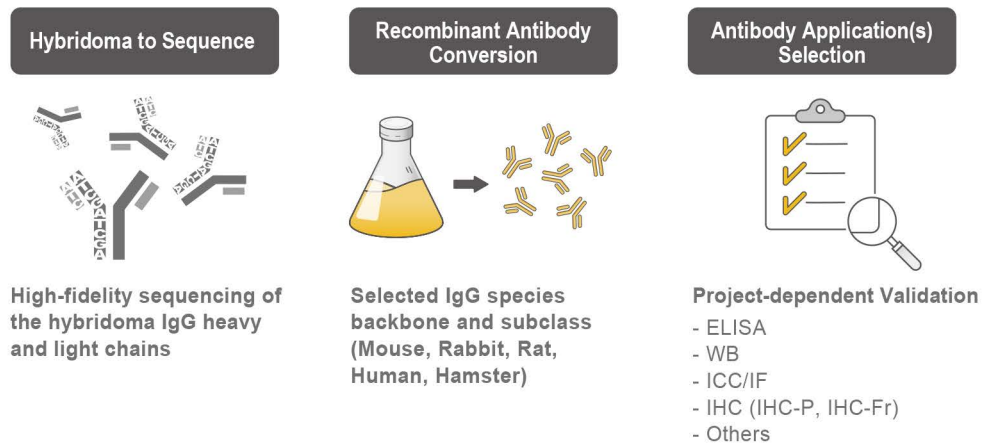 Hybridoma to Sequence
High-fidelity sequencing of
the hybridoma IgG heavy
and light chains
Recombinant Antibody
Conversion
Selected IgG species
backbone and subclass
(Mouse, Rabbit, Rat,
Human, Hamster)
Antibody Application(s)
Selection
Project-dependent Validation
- ELISA
- WB
- ICC/IF
- IHC (IHC-P, IHC-Fr)
- Others